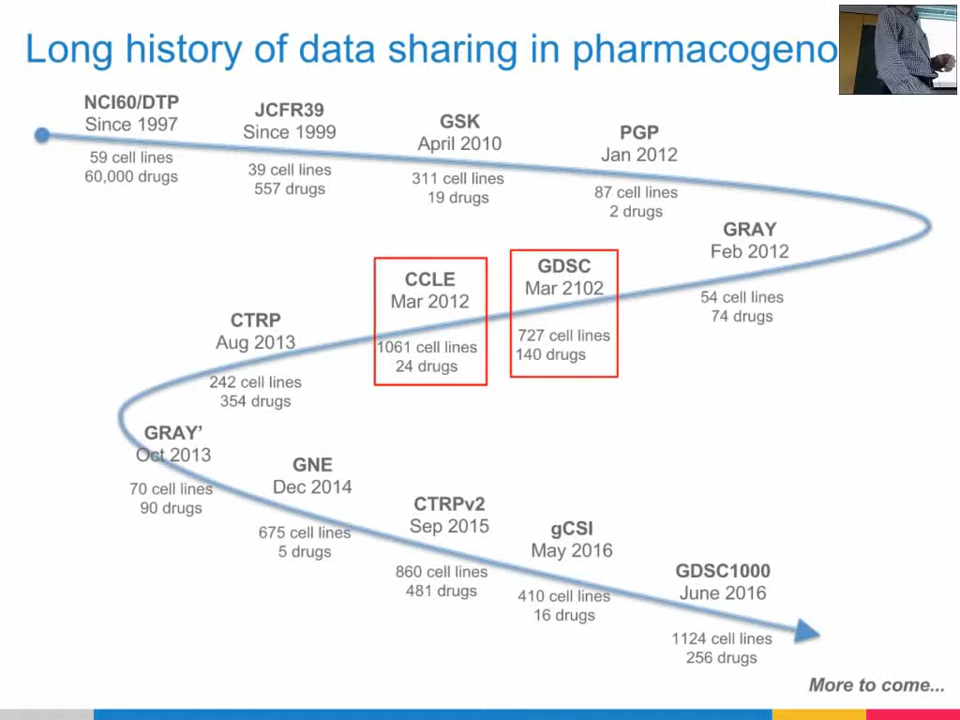 Long history of data sharing in pharmacogeno
NCI60/DTP
Since 1997
59 cell lines
60,000 drugs
JCFR39
Since 1999
39 cell lines
557 drugs
GSK
April 2010
311 cell lines
19 drugs
PGP
Jan 2012
87 cell lines
2 drugs
GRAY
Feb 2012
54 cell lines
74 drugs
GDSC
Mar 2102
727 cell lines
140 drugs
CCLE
Mar 2012
1061 cell lines
24 drugs
CTRP
Aug 2013
242 cell lines
354 drugs
GRAY’
Oct 2013
70 cell lines
90 drugs
GNE
Dec 2014
675 cell lines
5 drugs
CTRPv2
Sep 2015
860 cell lines
481 drugs
gCSI
May 2016
410 cell lines
16 drugs
GDSC1000
June 2016
1124 cell lines
256 drugs
More to come...